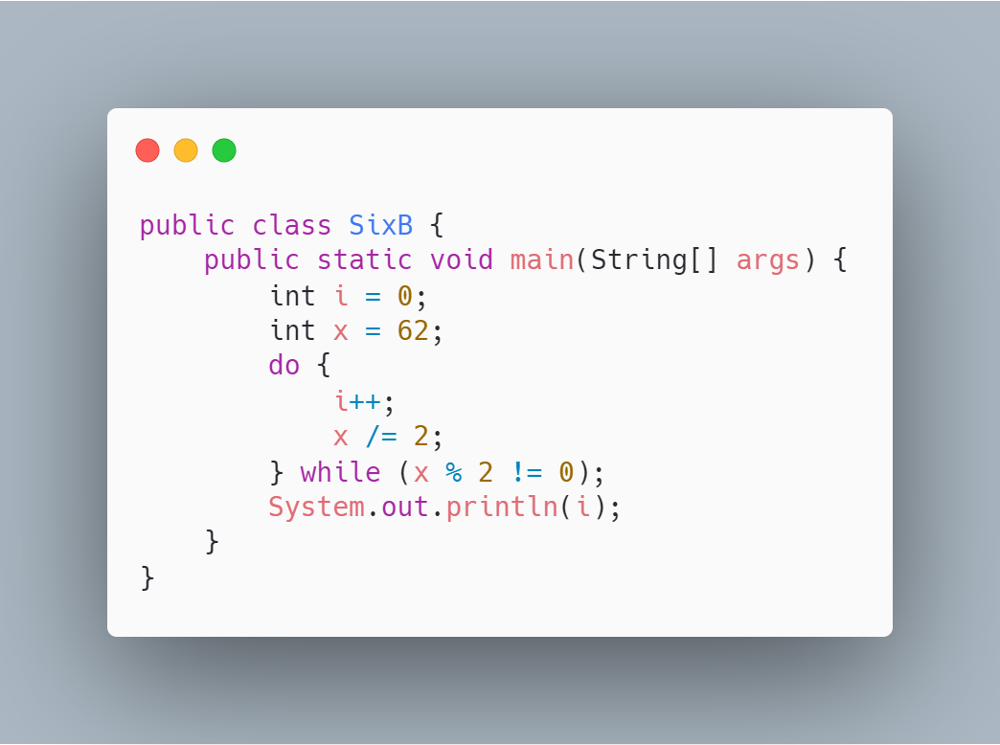 public class SixB {
    public static void main(String[] args) {
        int i = 0;
        int x = 62;
        do {
            i++;
            x /= 2;
        } while (x % 2 != 0);
        System.out.println(i);
    }
}